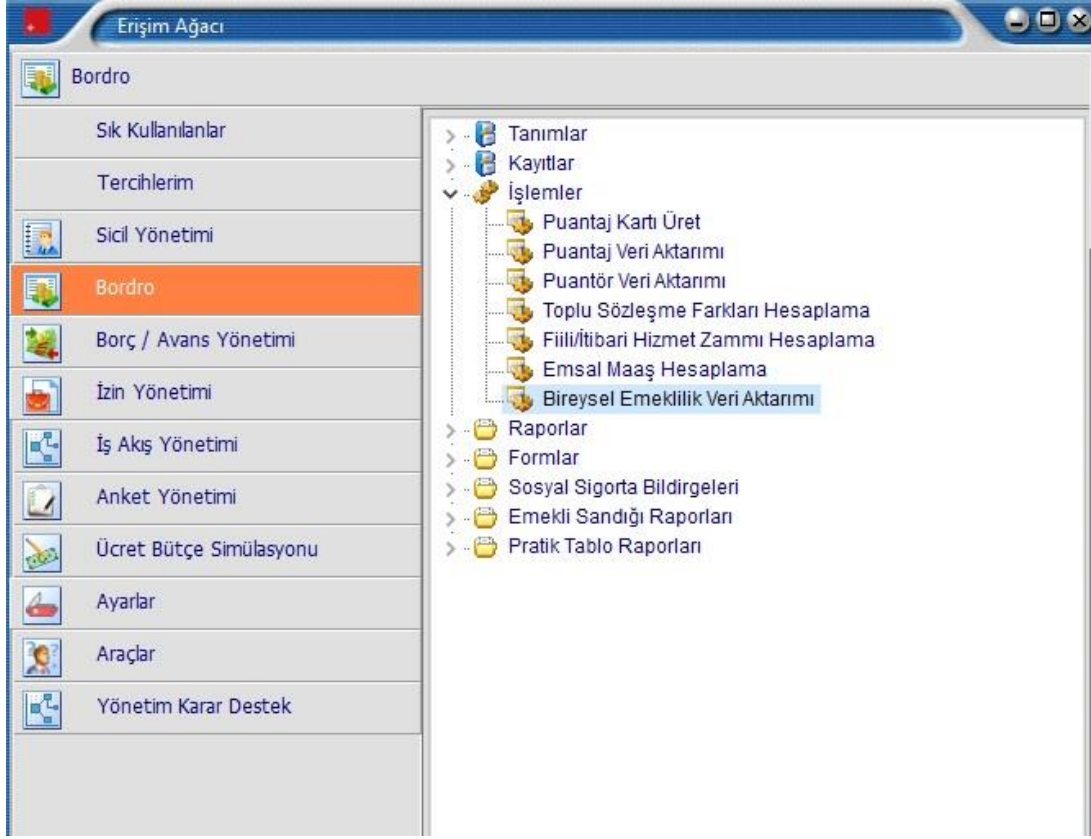 Erişim Ağacı
Bordro
Sık Kullanılanlar
Tercihlerim
Sicil Yönetimi
Bordro
Borç / Avans Yönetimi
İzin Yönetimi
İş Akış Yönetimi
Anket Yönetimi
Ücret Bütçe Simülasyonu
Ayarlar
Araçlar
Yönetim Karar Destek
Tanımlar
Kayıtlar
İşlemler
Puantaj Kartı Üret
Puantaj Veri Aktarımı
Puantör Veri Aktarımı
Toplu Sözleşme Farkları Hesaplama
Fiili/İtibari Hizmet Zammı Hesaplama
Emsal Maaş Hesaplama
Bireysel Emeklilik Veri Aktarımı
Raporlar
Formlar
Sosyal Sigorta Bildirgeleri
Emekli Sandığı Raporları
Pratik Tablo Raporları